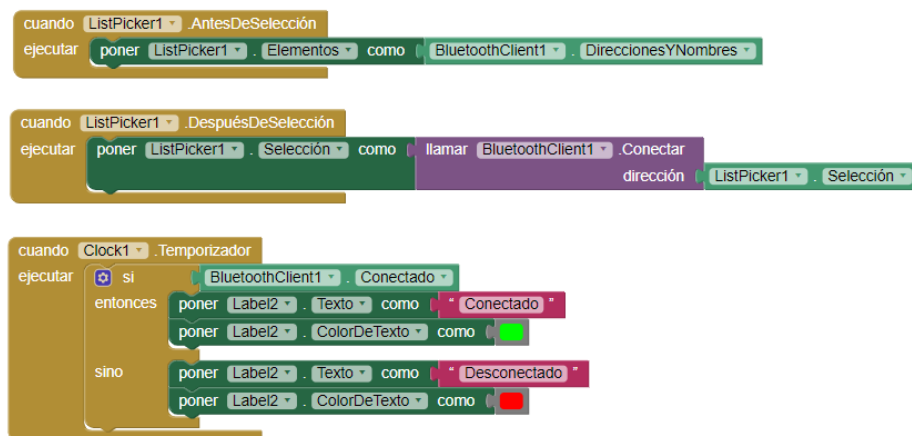 cuando ListPicker1 .AntesDeSelección
ejecutar poner ListPicker1 . Elementos como BluetoothClient1 . DireccionesYNombres
cuando ListPicker1 .DespuésDeSelección
ejecutar poner ListPicker1 . Selección como llamar BluetoothClient1 .Conectar
dirección ListPicker1 . Selección
cuando Clock1 .Temporizador
ejecutar si BluetoothClient1 . Conectado
entonces poner Label2 . Texto como " Conectado "
poner Label2 . ColorDeTexto como
sino poner Label2 . Texto como " Desconectado "
poner Label2 . ColorDeTexto como